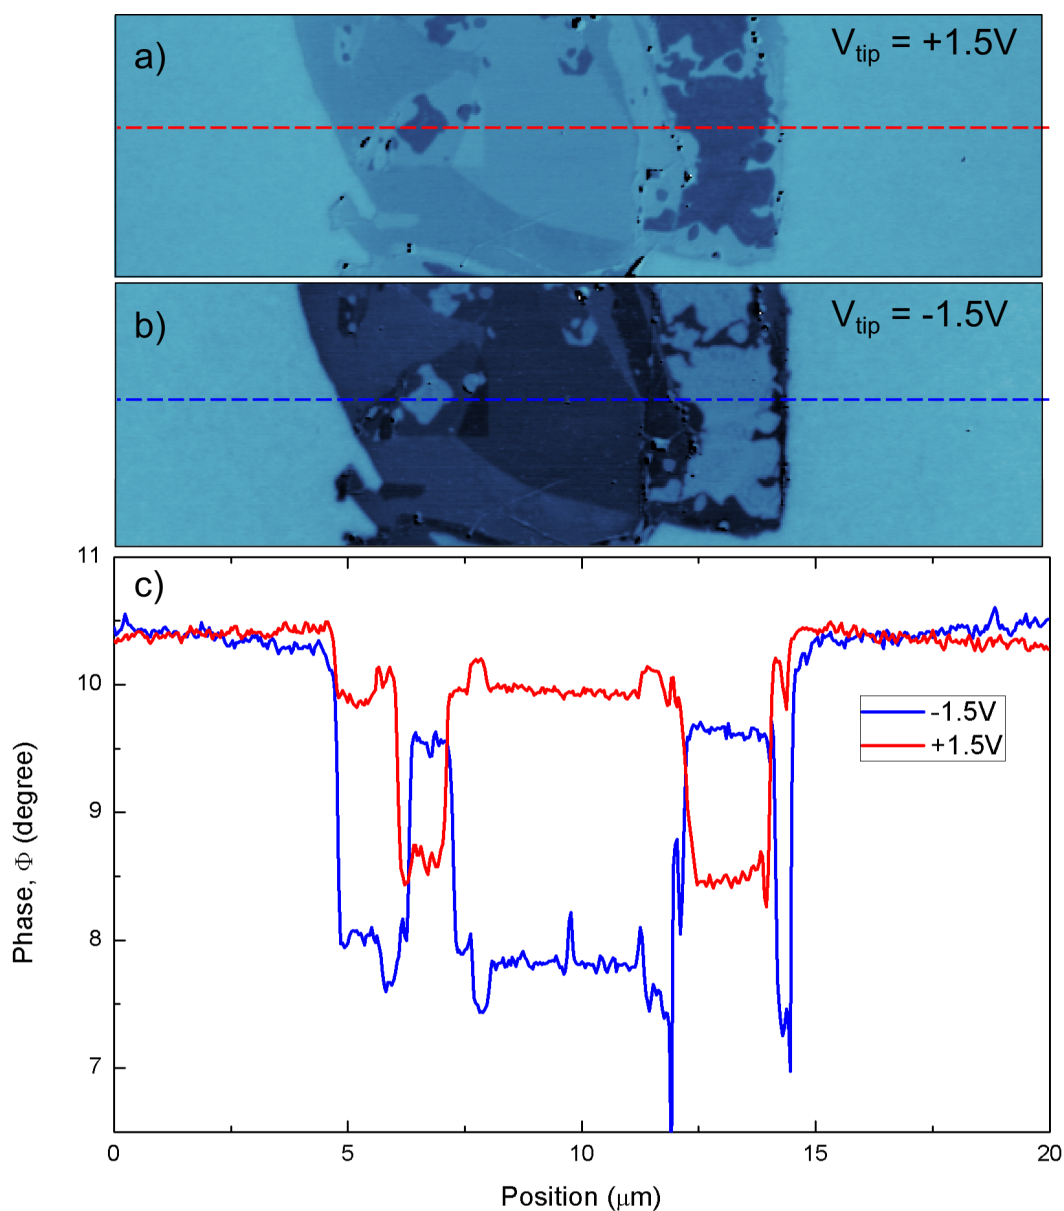 a)
V_tip = +1.5V
b)
V_tip = -1.5V
c)
11
10
9
8
7
Phase, Φ (degree)
-1.5V
+1.5V
0 5 10 15 20
Position (μm)